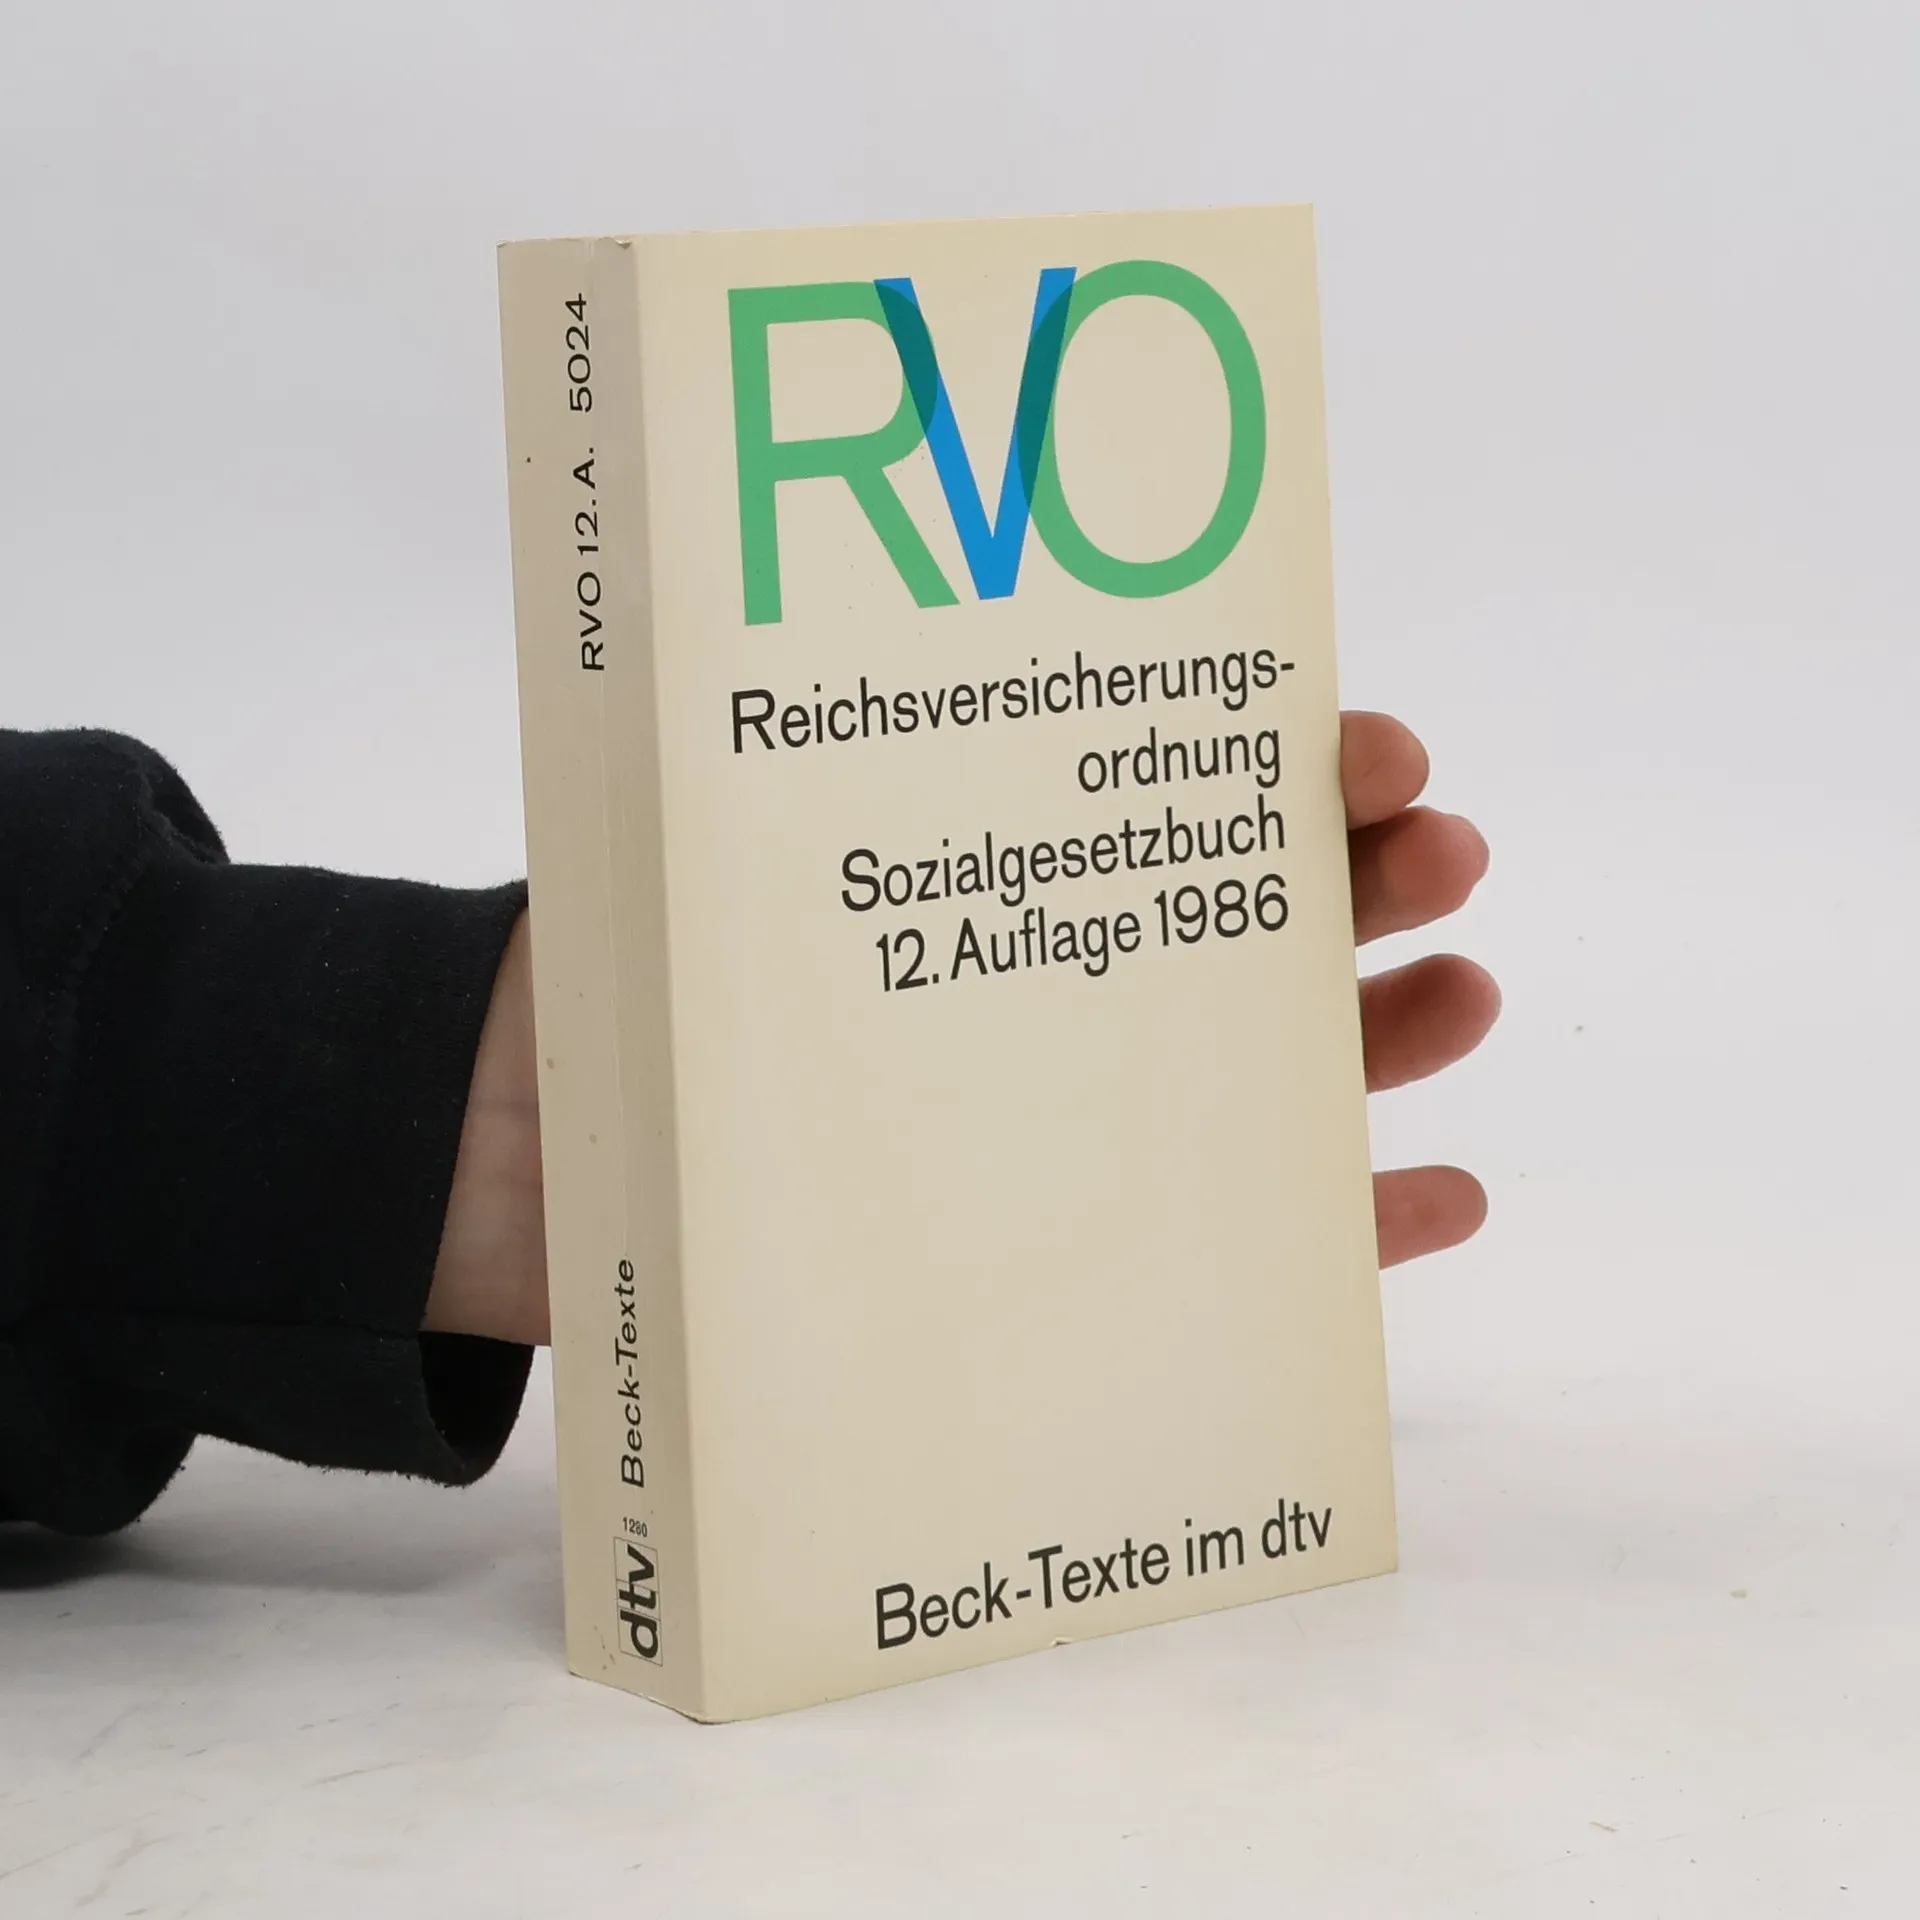 RVO
Reichsversicherungs-
ordnung
Sozialgesetzbuch
12. Auflage 1986
Beck-Texte im dtv
RVO 12. A. 5024
Beck-Texte
1280
dtv